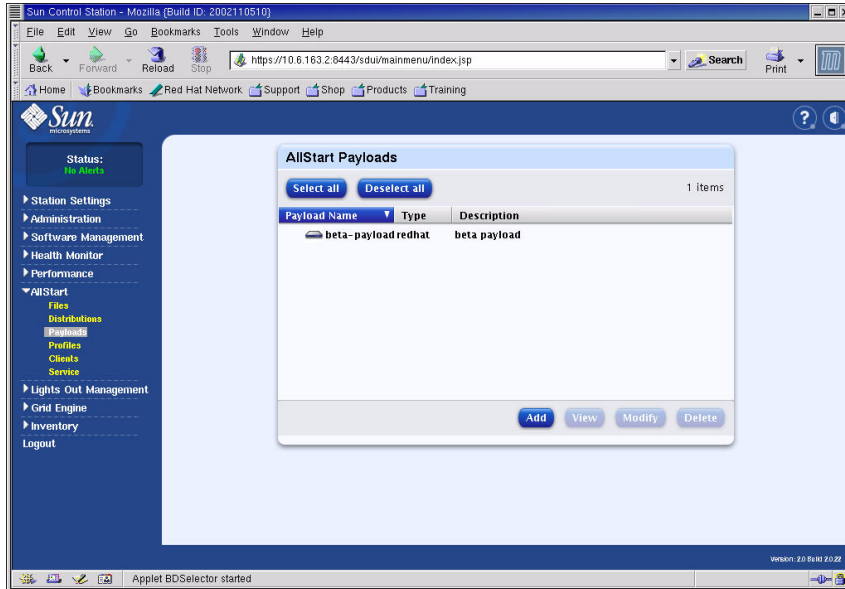 Sun Control Station - Mozilla {Build ID: 2002110510}
File Edit View Go Bookmarks Tools Window Help
Back Forward Reload Stop https://10.6.163.2:8443/sdui/mainmenu/index.jsp Search Print
Home Bookmarks Red Hat Network Support Shop Products Training
Sun
microsystems
?
Status:
No Alerts
Station Settings
Administration
Software Management
Health Monitor
Performance
AllStart
Files
Distributions
Payloads
Profiles
Clients
Service
Lights Out Management
Grid Engine
Inventory
Logout
AllStart Payloads
Select all Deselect all 1 items
Payload Name Type Description
beta-payload redhat beta payload
Add View Modify Delete
Version: 2.0 Build 2.0.22
Applet BDSelector started